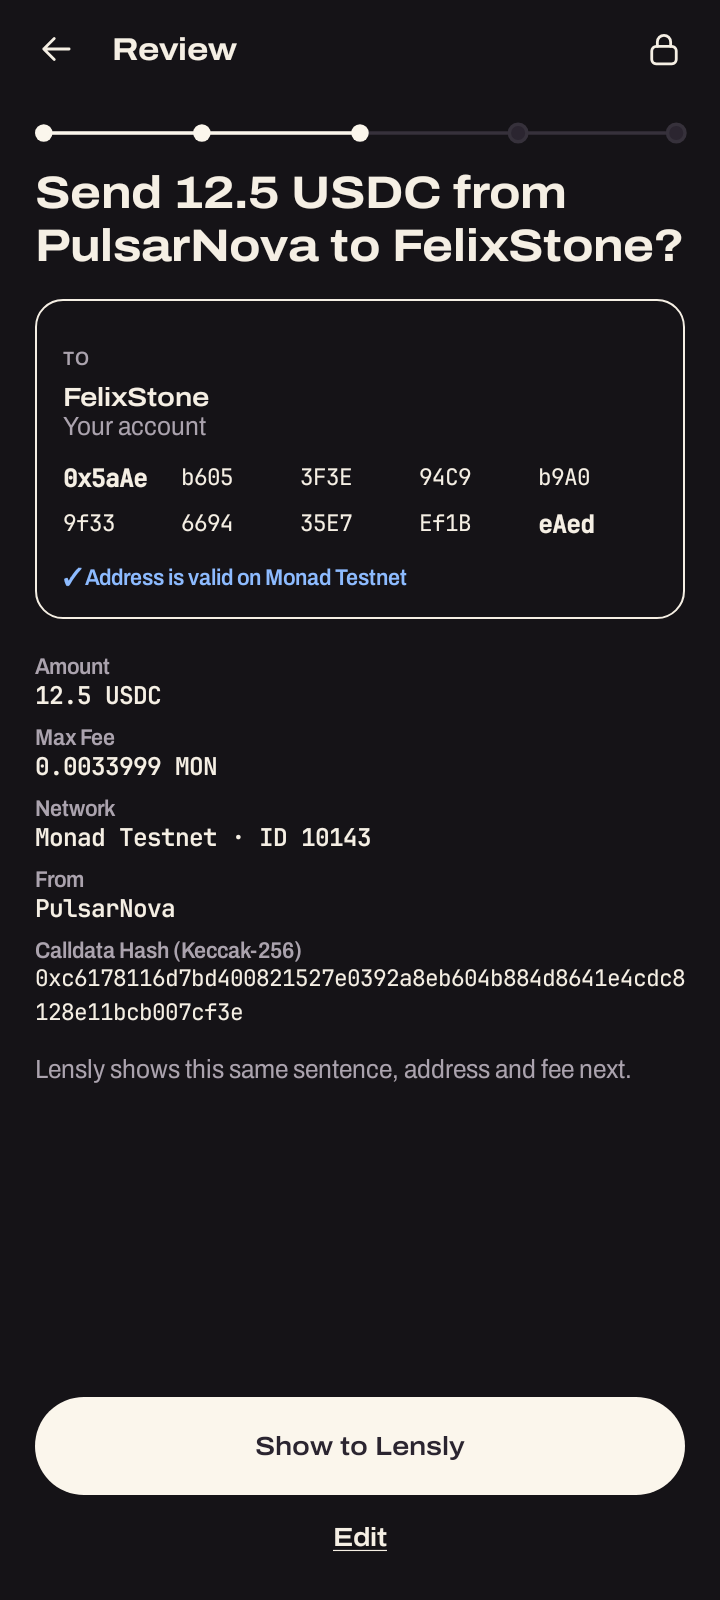 Review
Send 12.5 USDC from
PulsarNova to FelixStone?
TO
FelixStone
Your account
0x5aAe b605 3F3E 94C9 b9A0
9f33 6694 35E7 Ef1B eAed
✓ Address is valid on Monad Testnet
Amount
12.5 USDC
Max Fee
0.0033999 MON
Network
Monad Testnet · ID 10143
From
PulsarNova
Calldata Hash (Keccak-256)
0xc6178116d7bd400821527e0392a8eb604b884d8641e4cdc8
128e11bcb007cf3e
Lensly shows this same sentence, address and fee next.
Show to Lensly
Edit